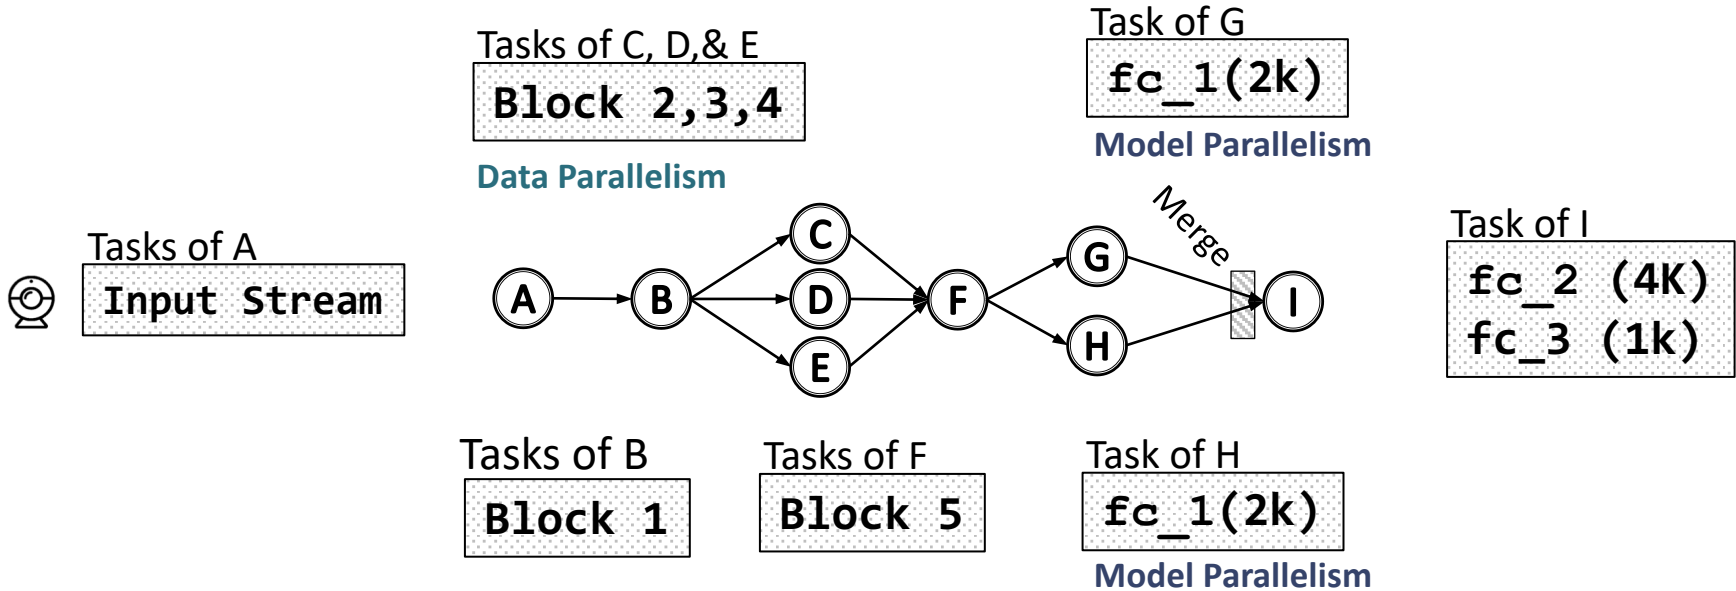 Tasks of C, D,& E
Block 2,3,4
Data Parallelism
Task of G
fc_1(2k)
Model Parallelism
Tasks of A
Input Stream
A
B
C
D
E
F
G
H
Merge
I
Task of I
fc_2 (4K)
fc_3 (1k)
Tasks of B
Block 1
Tasks of F
Block 5
Task of H
fc_1(2k)
Model Parallelism